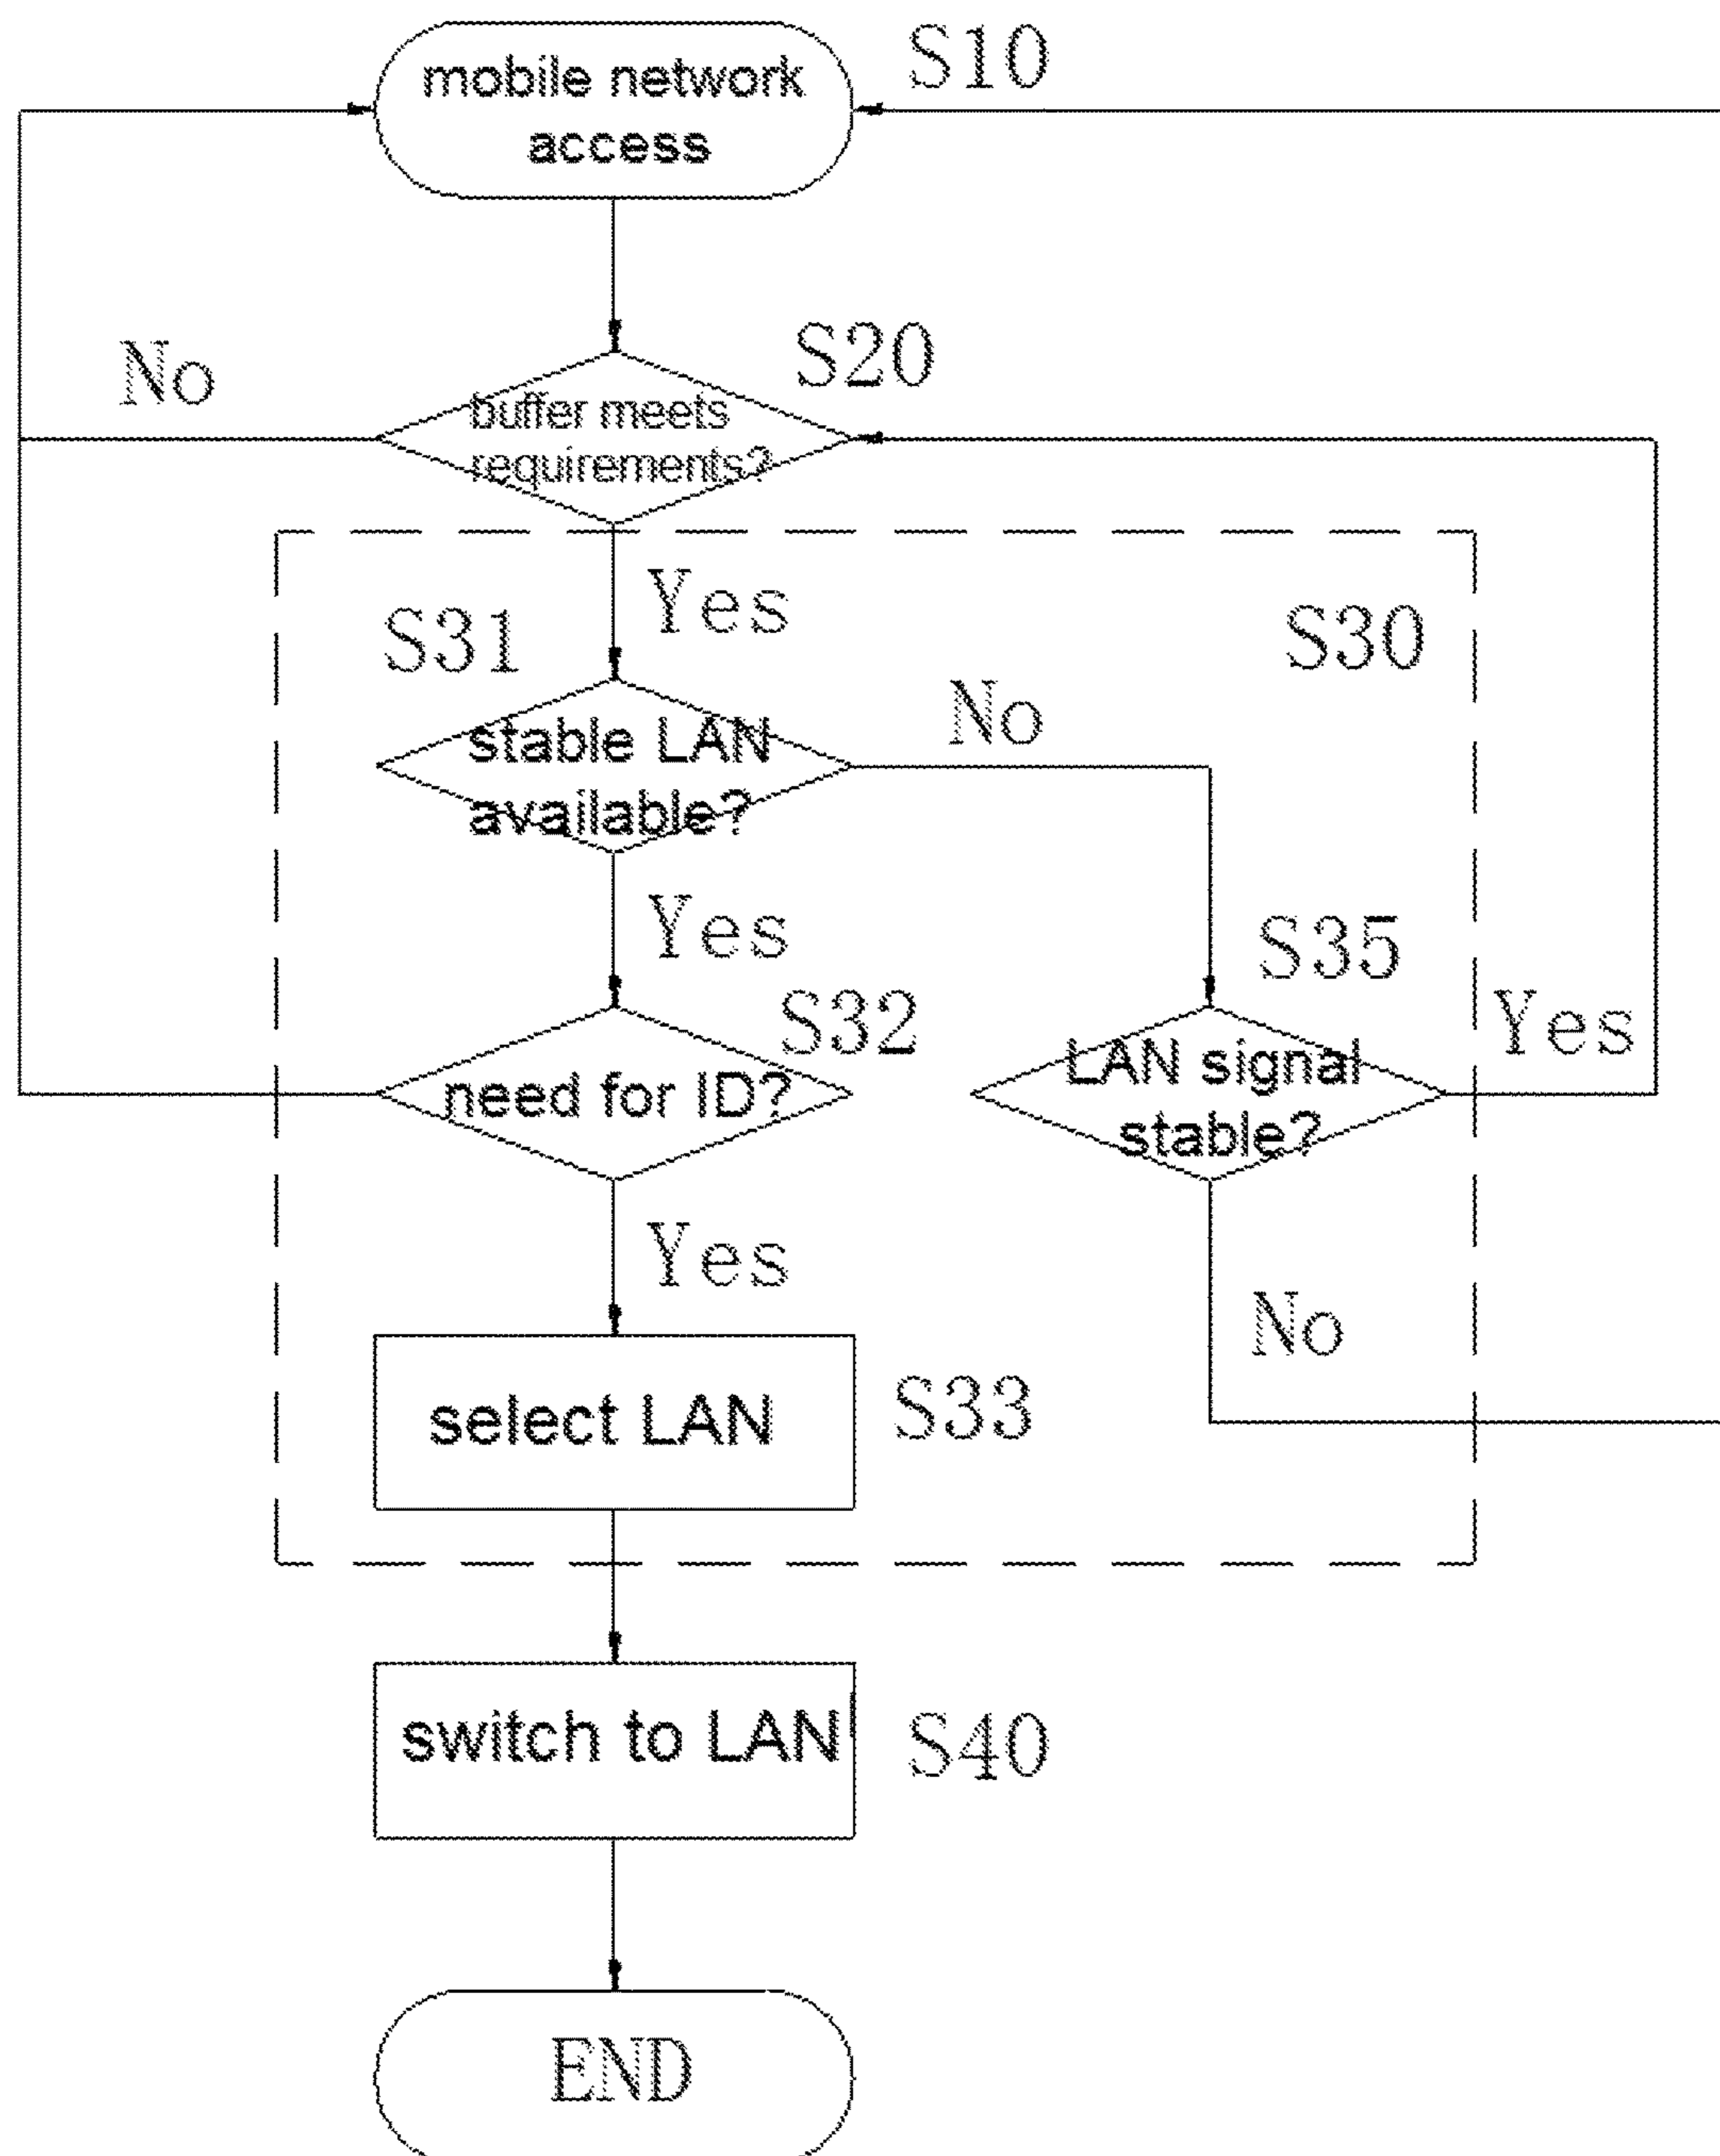 mobile network
access
S10
No
S20
buffer meets
requirements?
Yes
S31
S30
No
stable LAN
available?
Yes
S35
S32
Yes
need for ID?
LAN signal
stable?
Yes
No
select LAN
S33
switch to LAN
S40
END